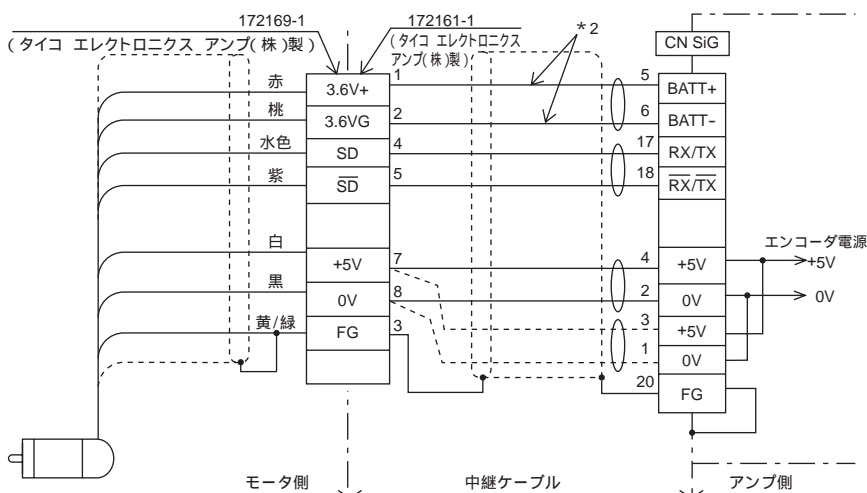 172169-1
(タイコ エレクトロニクス アンプ(株)製)
172161-1
(タイコ エレクトロニクス
アンプ(株)製)
*2
CN SiG
赤
3.6V+
1
5
BATT+
桃
3.6VG
2
6
BATT-
水色
SD
4
17
RX/TX
紫
S̅D̅
5
18
R̅X̅/T̅X̅
エンコーダ電源
白
+5V
7
4
+5V
+5V
黒
0V
8
2
0V
0V
黄/緑
FG
3
3
+5V
1
0V
20
FG
モータ側
中継ケーブル
アンプ側